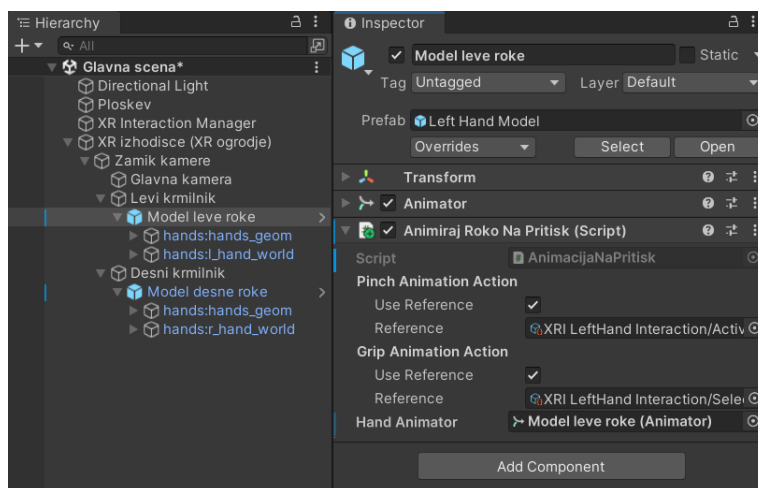 Hierarchy
All
Glavna scena*
Directional Light
Ploskev
XR Interaction Manager
XR izhodisce (XR ogrodje)
Zamik kamere
Glavna kamera
Levi krmilnik
Model leve roke
hands:hands_geom
hands:l_hand_world
Desni krmilnik
Model desne roke
hands:hands_geom
hands:r_hand_world
Inspector
Model leve roke Static
Tag Untagged Layer Default
Prefab Left Hand Model
Overrides Select Open
Transform
Animator
Animiraj Roko Na Pritisk (Script)
Script AnimacijaNaPritisk
Pinch Animation Action
Use Reference
Reference XRI LeftHand Interaction/Activ
Grip Animation Action
Use Reference
Reference XRI LeftHand Interaction/Sele
Hand Animator Model leve roke (Animator)
Add Component